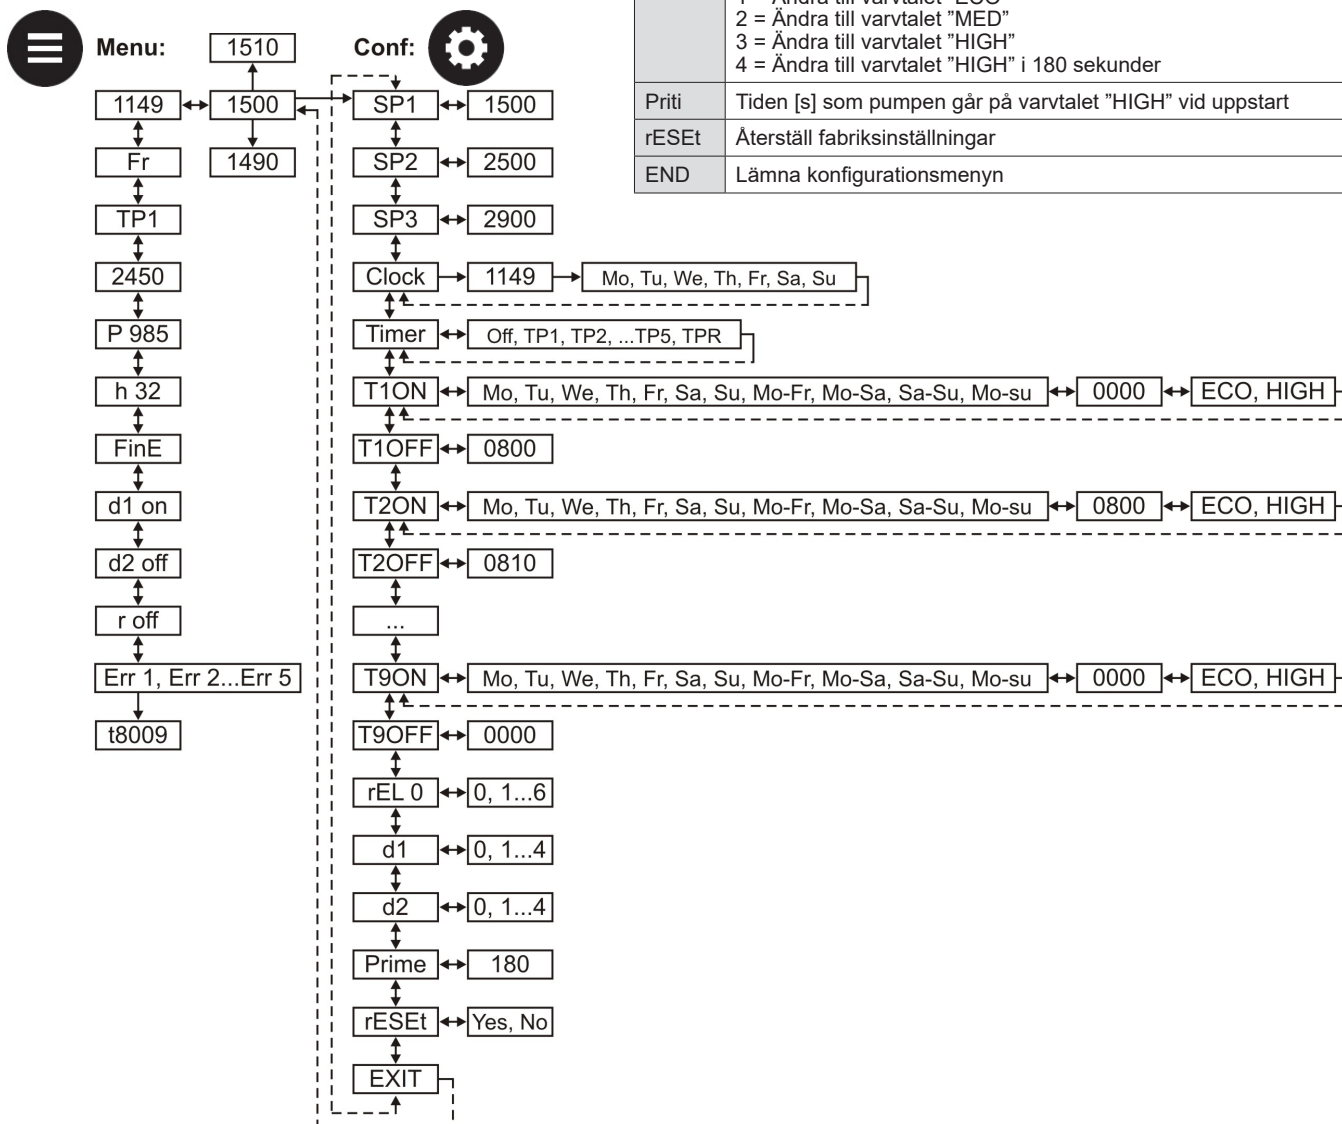 1 = Ändra till varvtalet ”ECO”
2 = Ändra till varvtalet ”MED”
3 = Ändra till varvtalet ”HIGH”
4 = Ändra till varvtalet ”HIGH” i 180 sekunder
Priti Tiden [s] som pumpen går på varvtalet ”HIGH” vid uppstart
rESEt Återställ fabriksinställningar
END Lämna konfigurationsmenyn
Menu:
1510
1149 1500
Fr 1490
TP1
2450
P 985
h 32
FinE
d1 on
d2 off
r off
Err 1, Err 2...Err 5
t8009
Conf:
SP1 1500
SP2 2500
SP3 2900
Clock 1149 Mo, Tu, We, Th, Fr, Sa, Su
Timer Off, TP1, TP2, ...TP5, TPR
T1ON Mo, Tu, We, Th, Fr, Sa, Su, Mo-Fr, Mo-Sa, Sa-Su, Mo-su 0000 ECO, HIGH
T1OFF 0800
T2ON Mo, Tu, We, Th, Fr, Sa, Su, Mo-Fr, Mo-Sa, Sa-Su, Mo-su 0800 ECO, HIGH
T2OFF 0810
...
T9ON Mo, Tu, We, Th, Fr, Sa, Su, Mo-Fr, Mo-Sa, Sa-Su, Mo-su 0000 ECO, HIGH
T9OFF 0000
rEL 0 0, 1...6
d1 0, 1...4
d2 0, 1...4
Prime 180
rESEt Yes, No
EXIT